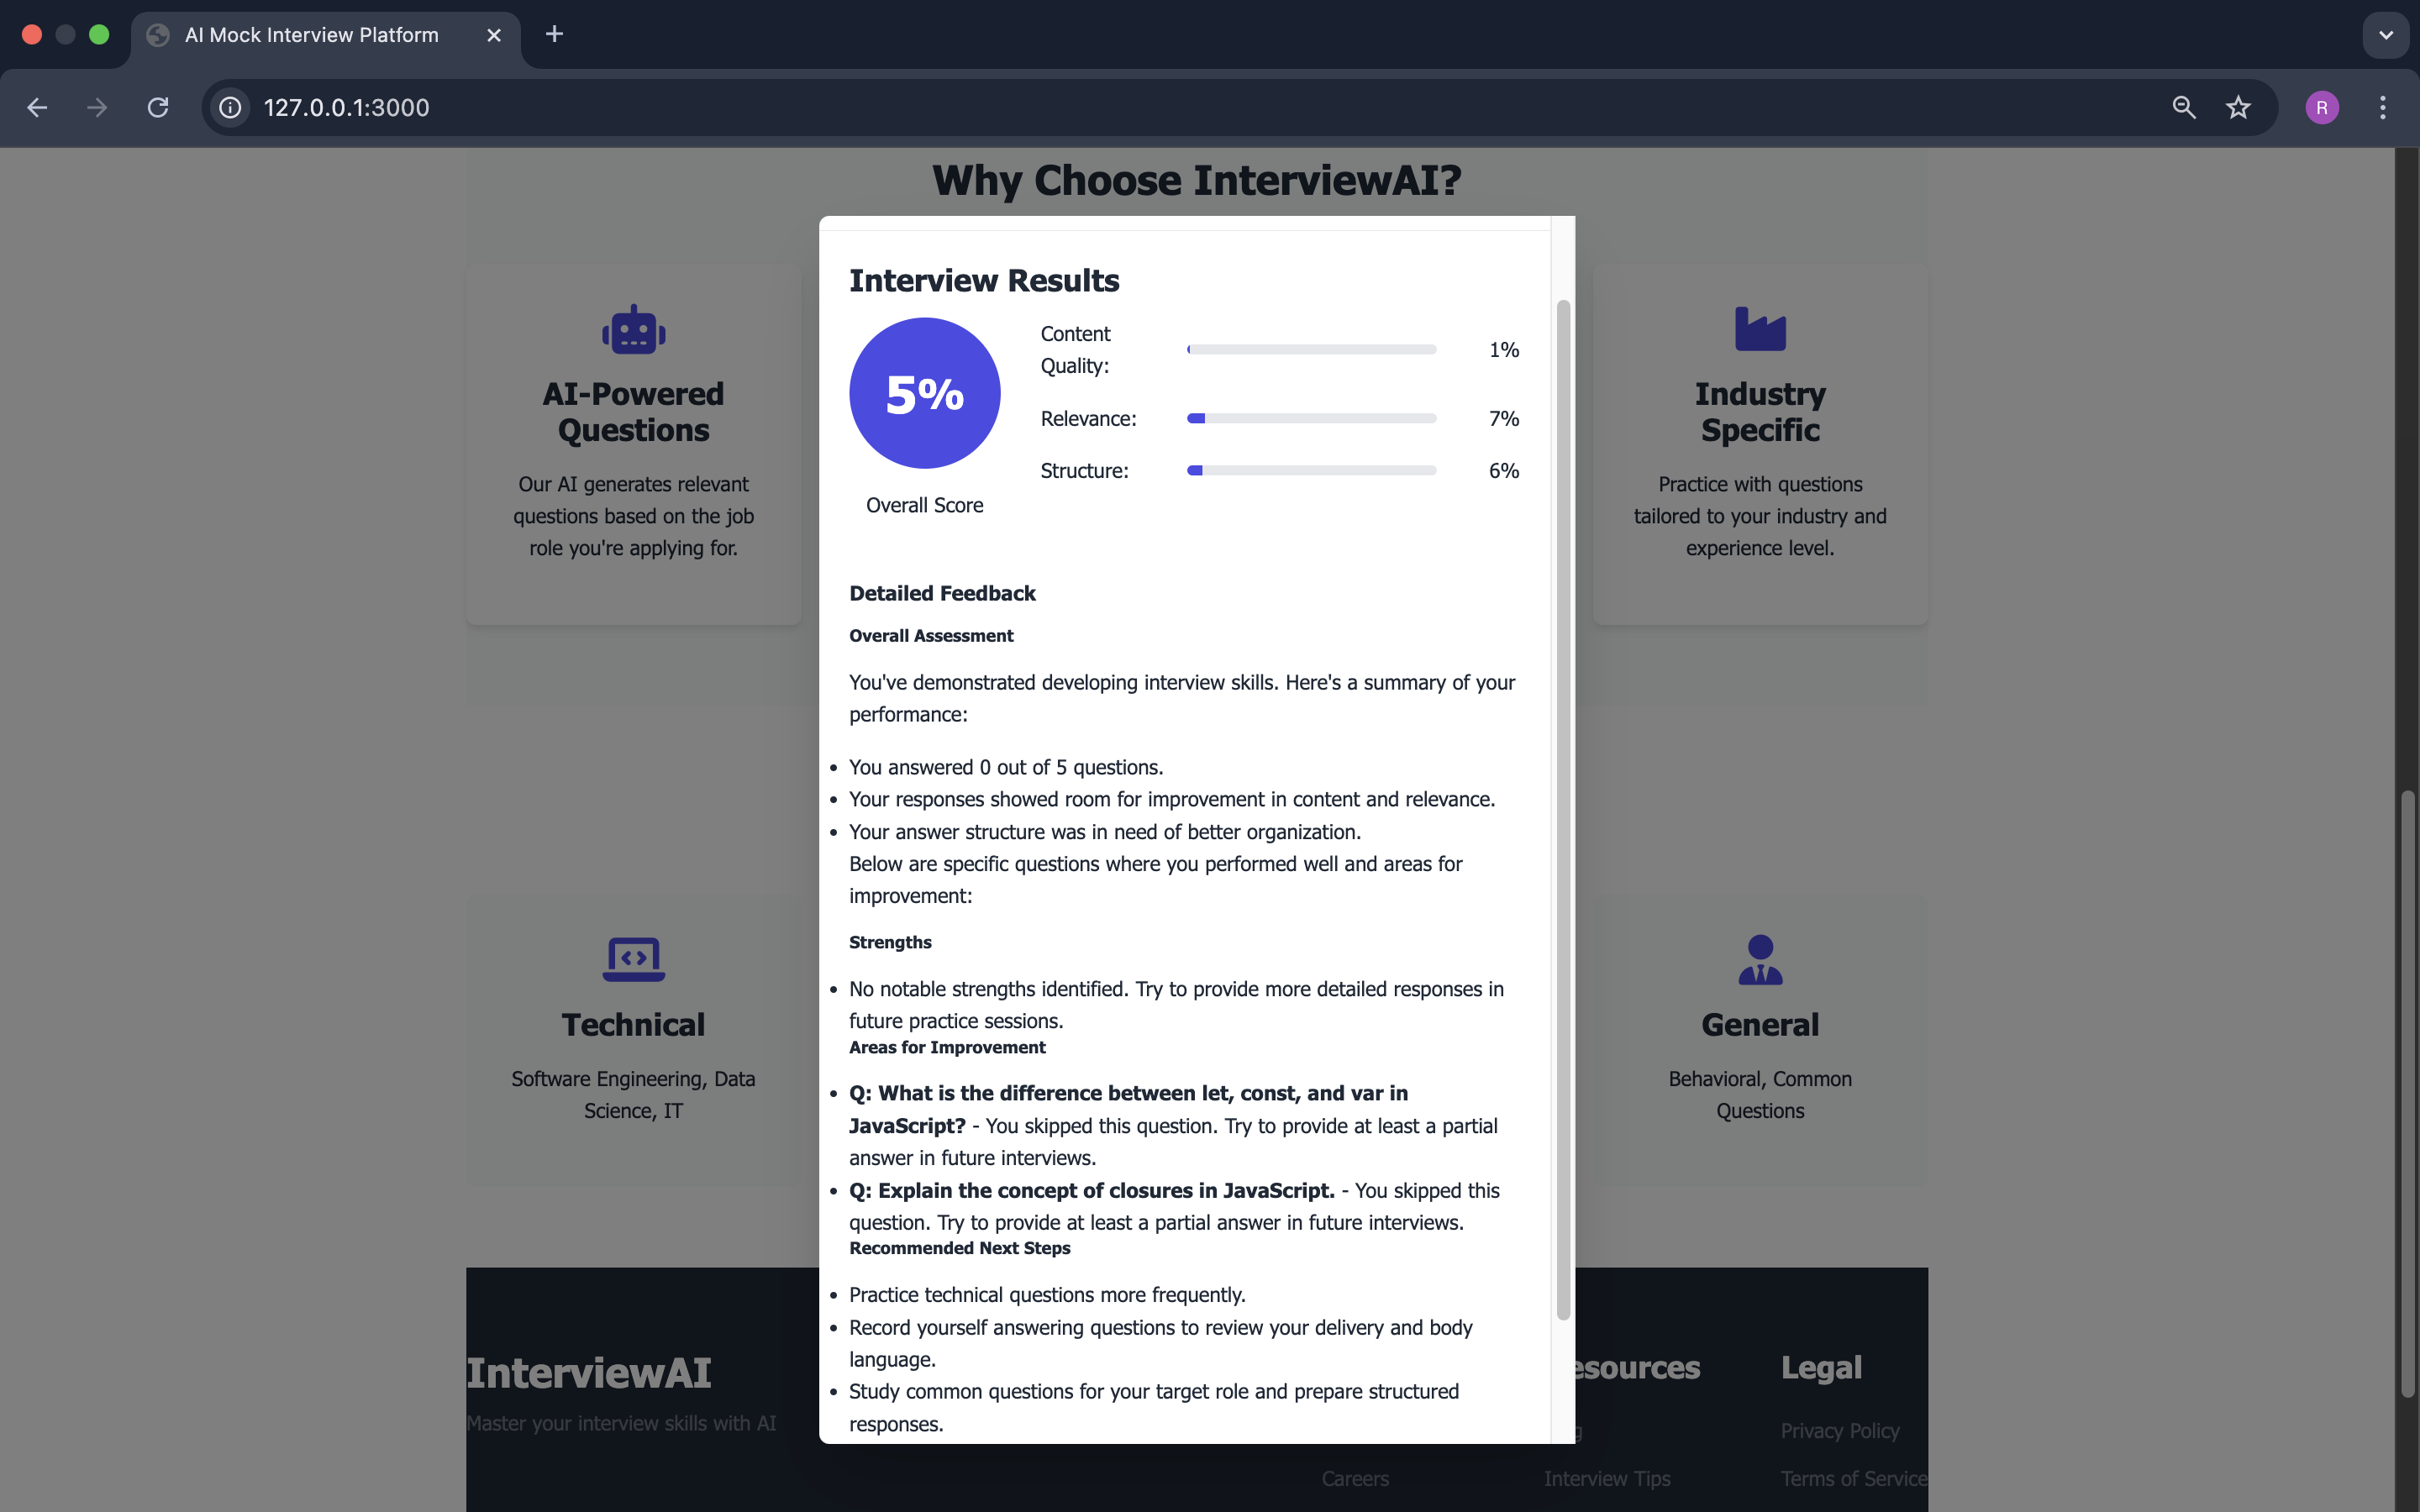 AI Mock Interview Platform
127.0.0.1:3000
R
Why Choose InterviewAI?
AI-Powered
Questions
Our AI generates relevant
questions based on the job
role you're applying for.
Industry
Specific
Practice with questions
tailored to your industry and
experience level.
Interview Results
5%
Overall Score
Content
Quality:
1%
Relevance:
7%
Structure:
6%
Detailed Feedback
Overall Assessment
You've demonstrated developing interview skills. Here's a summary of your
performance:
• You answered 0 out of 5 questions.
• Your responses showed room for improvement in content and relevance.
• Your answer structure was in need of better organization.
Below are specific questions where you performed well and areas for
improvement:
Strengths
• No notable strengths identified. Try to provide more detailed responses in
future practice sessions.
Areas for Improvement
• Q: What is the difference between let, const, and var in
JavaScript? - You skipped this question. Try to provide at least a partial
answer in future interviews.
• Q: Explain the concept of closures in JavaScript. - You skipped this
question. Try to provide at least a partial answer in future interviews.
Recommended Next Steps
• Practice technical questions more frequently.
• Record yourself answering questions to review your delivery and body
language.
• Study common questions for your target role and prepare structured
responses.
Technical
Software Engineering, Data
Science, IT
General
Behavioral, Common
Questions
InterviewAI
Master your interview skills with AI
Careers
esources
g
Interview Tips
Legal
Privacy Policy
Terms of Service